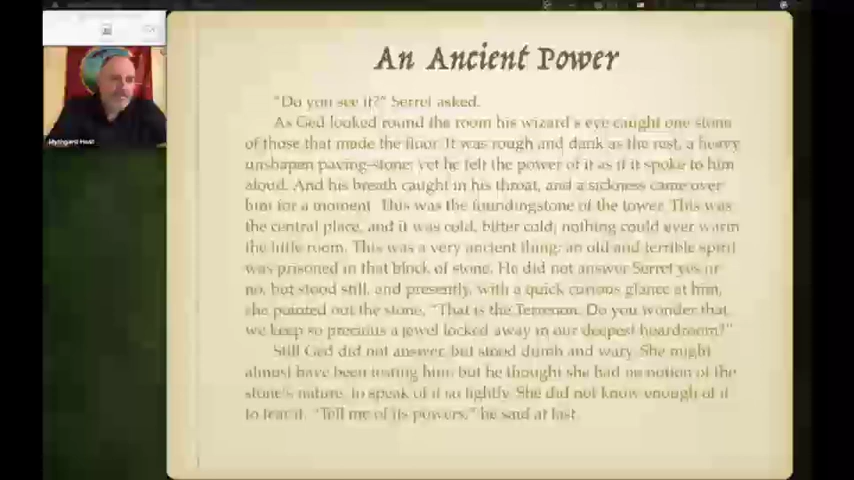 An Ancient Power
"Do you see it?" Serret asked.
As Ged looked round the room his wizard's eye caught one stone
of those that made the floor. It was rough and dank as the rest, a heavy
unshapen paving-stone: yet he felt the power of it as if it spoke to him
aloud. And his breath caught in his throat, and a sickness came over
him for a moment. This was the foundingstone of the tower. This was
the central place, and it was cold, bitter cold; nothing could ever warm
the little room. This was a very ancient thing: an old and terrible spirit
was prisoned in that block of stone. He did not answer Serret yes or
no, but stood still, and presently, with a quick curious glance at him,
she pointed out the stone. "That is the Terrenon. Do you wonder that
we keep so precious a jewel locked away in our deepest hoardroom?"
Still Ged did not answer, but stood dumb and wary. She might
almost have been testing him; but he thought she had no notion of the
stone's nature, to speak of it so lightly. She did not know enough of it
to fear it. "Tell me of its powers," he said at last.
Mythgard Host